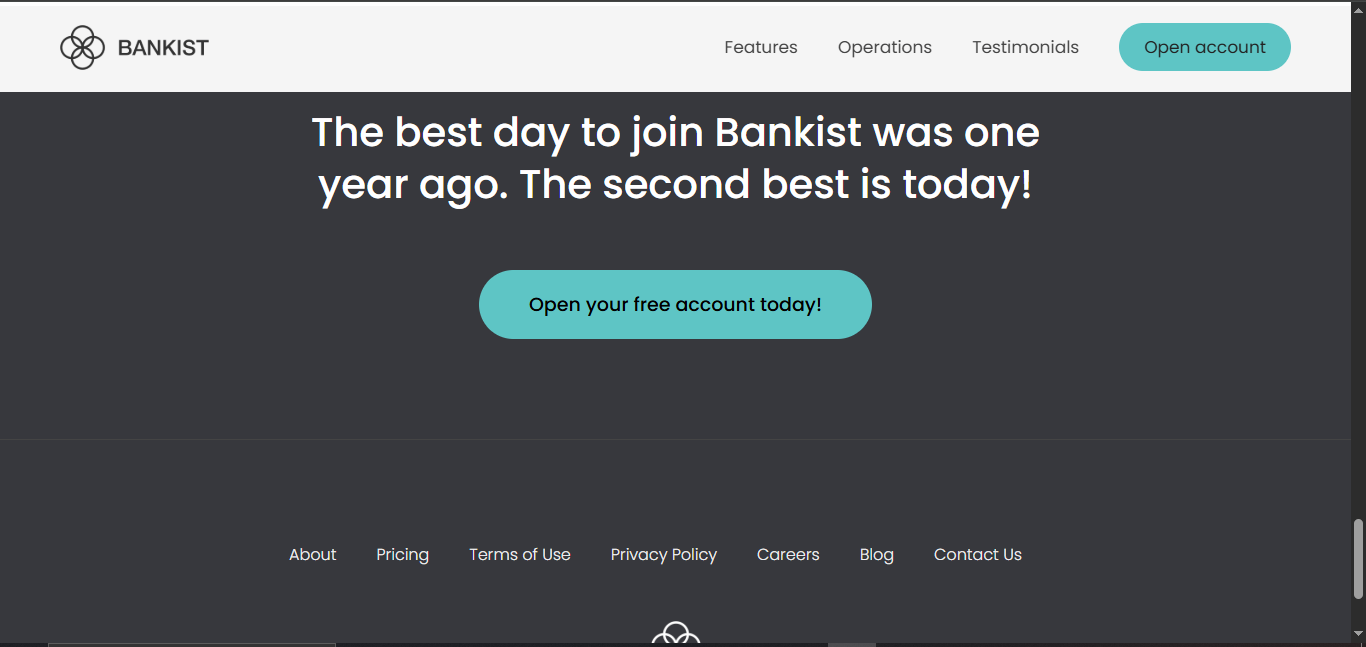 BANKIST
Features
Operations
Testimonials
Open account
The best day to join Bankist was one
year ago. The second best is today!
Open your free account today!
About
Pricing
Terms of Use
Privacy Policy
Careers
Blog
Contact Us